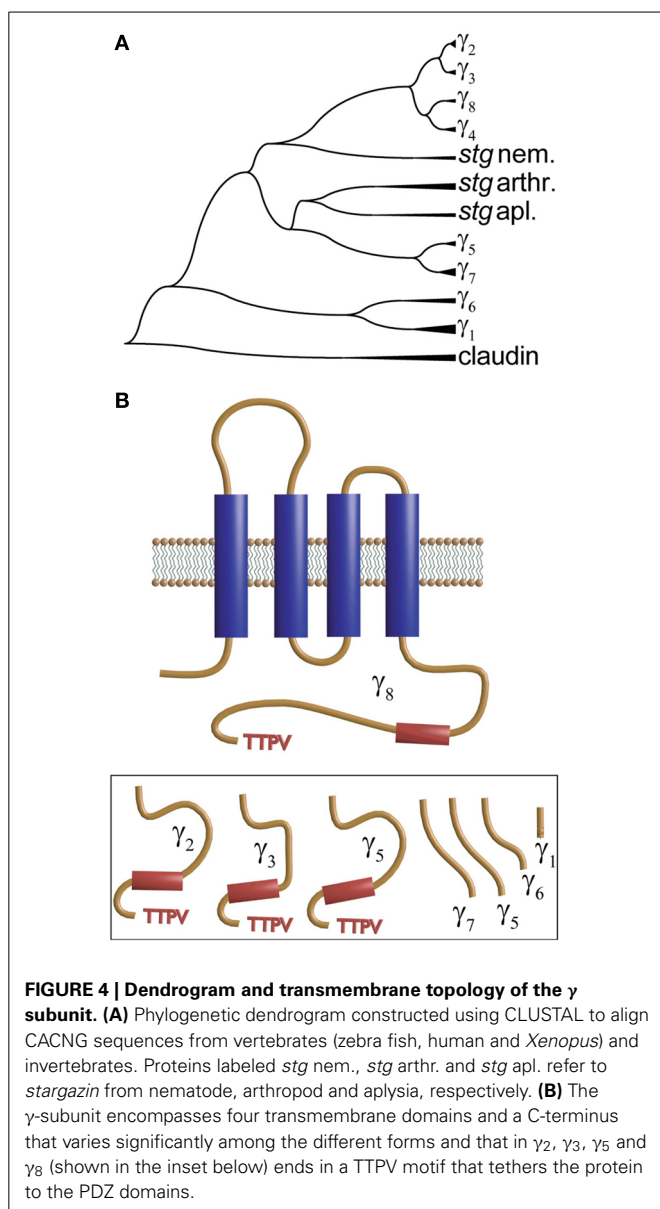 A
γ2
γ3
γ8
γ4
stg nem.
stg arthr.
stg apl.
γ5
γ7
γ6
γ1
claudin
B
γ8
TTPV
γ2
TTPV
γ3
TTPV
γ5
TTPV
γ7
γ5
γ6
γ1
FIGURE 4 | Dendrogram and transmembrane topology of the γ
subunit. (A) Phylogenetic dendrogram constructed using CLUSTAL to align
CACNG sequences from vertebrates (zebra fish, human and Xenopus) and
invertebrates. Proteins labeled stg nem., stg arthr. and stg apl. refer to
stargazin from nematode, arthropod and aplysia, respectively. (B) The
γ-subunit encompasses four transmembrane domains and a C-terminus
that varies significantly among the different forms and that in γ2, γ3, γ5 and
γ8 (shown in the inset below) ends in a TTPV motif that tethers the protein
to the PDZ domains.